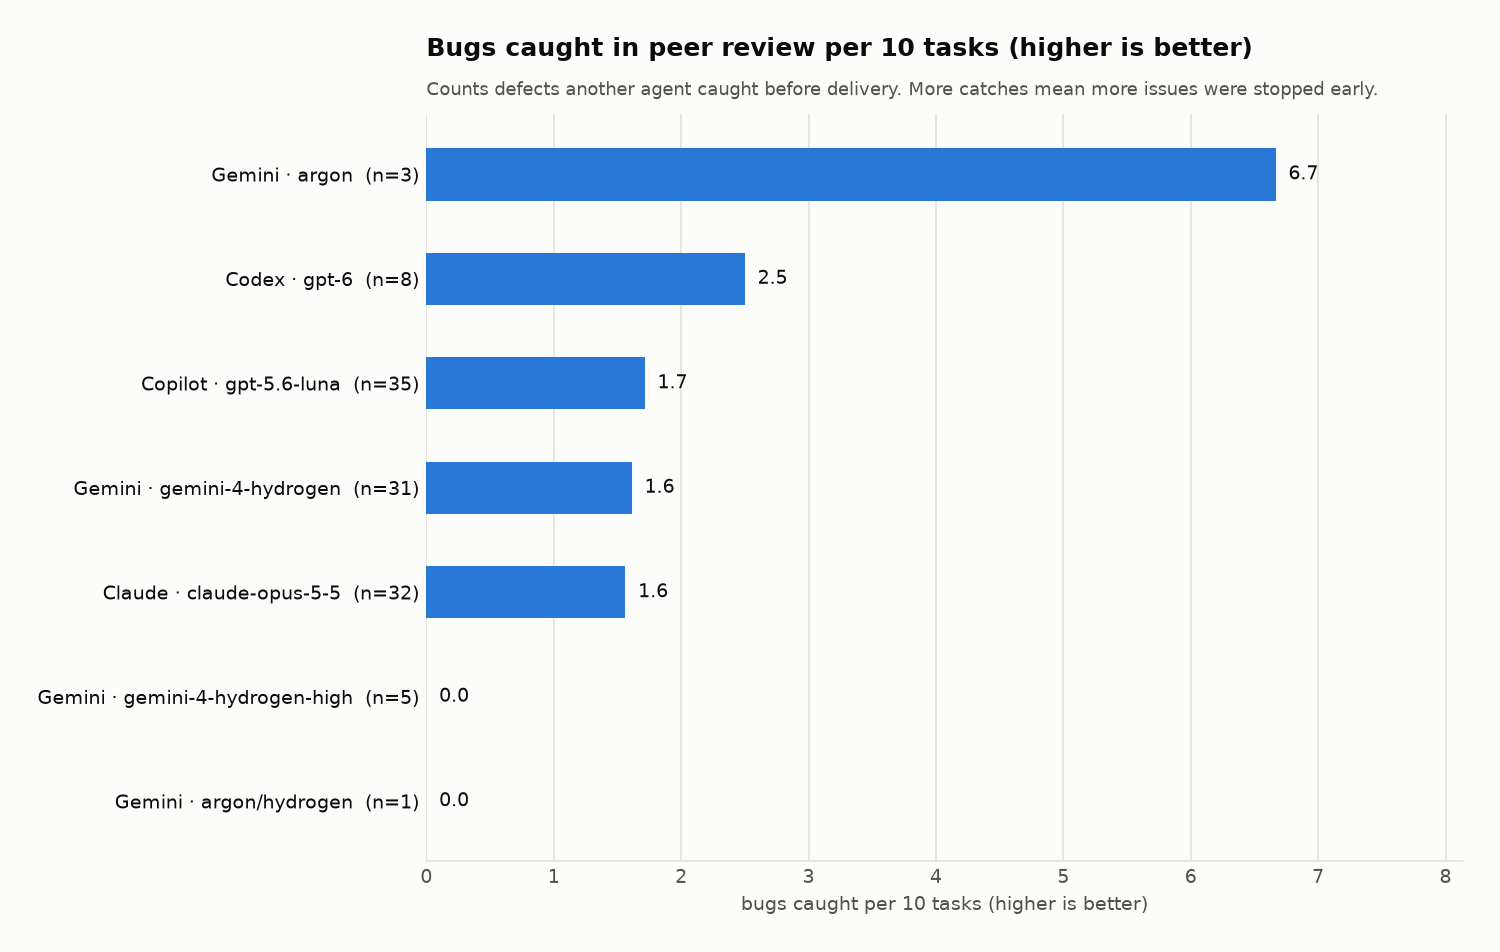 Bugs caught in peer review per 10 tasks (higher is better)
Counts defects another agent caught before delivery. More catches mean more issues were stopped early.
Gemini · argon (n=3) 6.7
Codex · gpt-6 (n=8) 2.5
Copilot · gpt-5.6-luna (n=35) 1.7
Gemini · gemini-4-hydrogen (n=31) 1.6
Claude · claude-opus-5-5 (n=32) 1.6
Gemini · gemini-4-hydrogen-high (n=5) 0.0
Gemini · argon/hydrogen (n=1) 0.0
0 1 2 3 4 5 6 7 8
bugs caught per 10 tasks (higher is better)